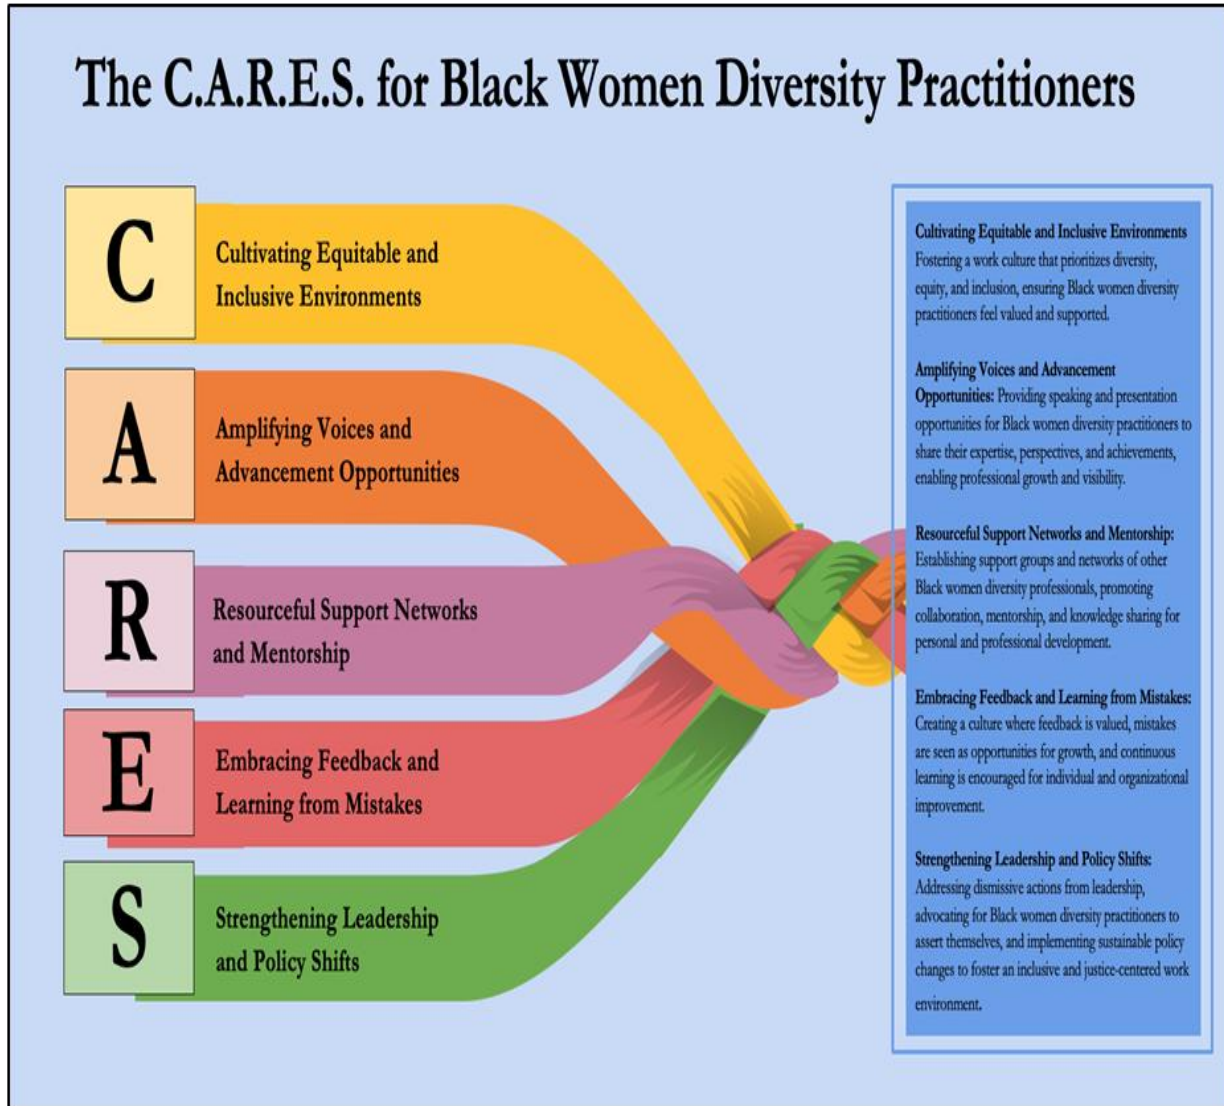 The C.A.R.E.S. for Black Women Diversity Practitioners
C
Cultivating Equitable and
Inclusive Environments
A
Amplifying Voices and
Advancement Opportunities
R
Resourceful Support Networks
and Mentorship
E
Embracing Feedback and
Learning from Mistakes
S
Strengthening Leadership
and Policy Shifts
Cultivating Equitable and Inclusive Environments
Fostering a work culture that prioritizes diversity,
equity, and inclusion, ensuring Black women diversity
practitioners feel valued and supported.
Amplifying Voices and Advancement
Opportunities: Providing speaking and presentation
opportunities for Black women diversity practitioners to
share their expertise, perspectives, and achievements,
enabling professional growth and visibility.
Resourceful Support Networks and Mentorship:
Establishing support groups and networks of other
Black women diversity professionals, promoting
collaboration, mentorship, and knowledge sharing for
personal and professional development.
Embracing Feedback and Learning from Mistakes:
Creating a culture where feedback is valued, mistakes
are seen as opportunities for growth, and continuous
learning is encouraged for individual and organizational
improvement.
Strengthening Leadership and Policy Shifts:
Addressing dismissive actions from leadership,
advocating for Black women diversity practitioners to
assert themselves, and implementing sustainable policy
changes to foster an inclusive and justice-centered work
environment.